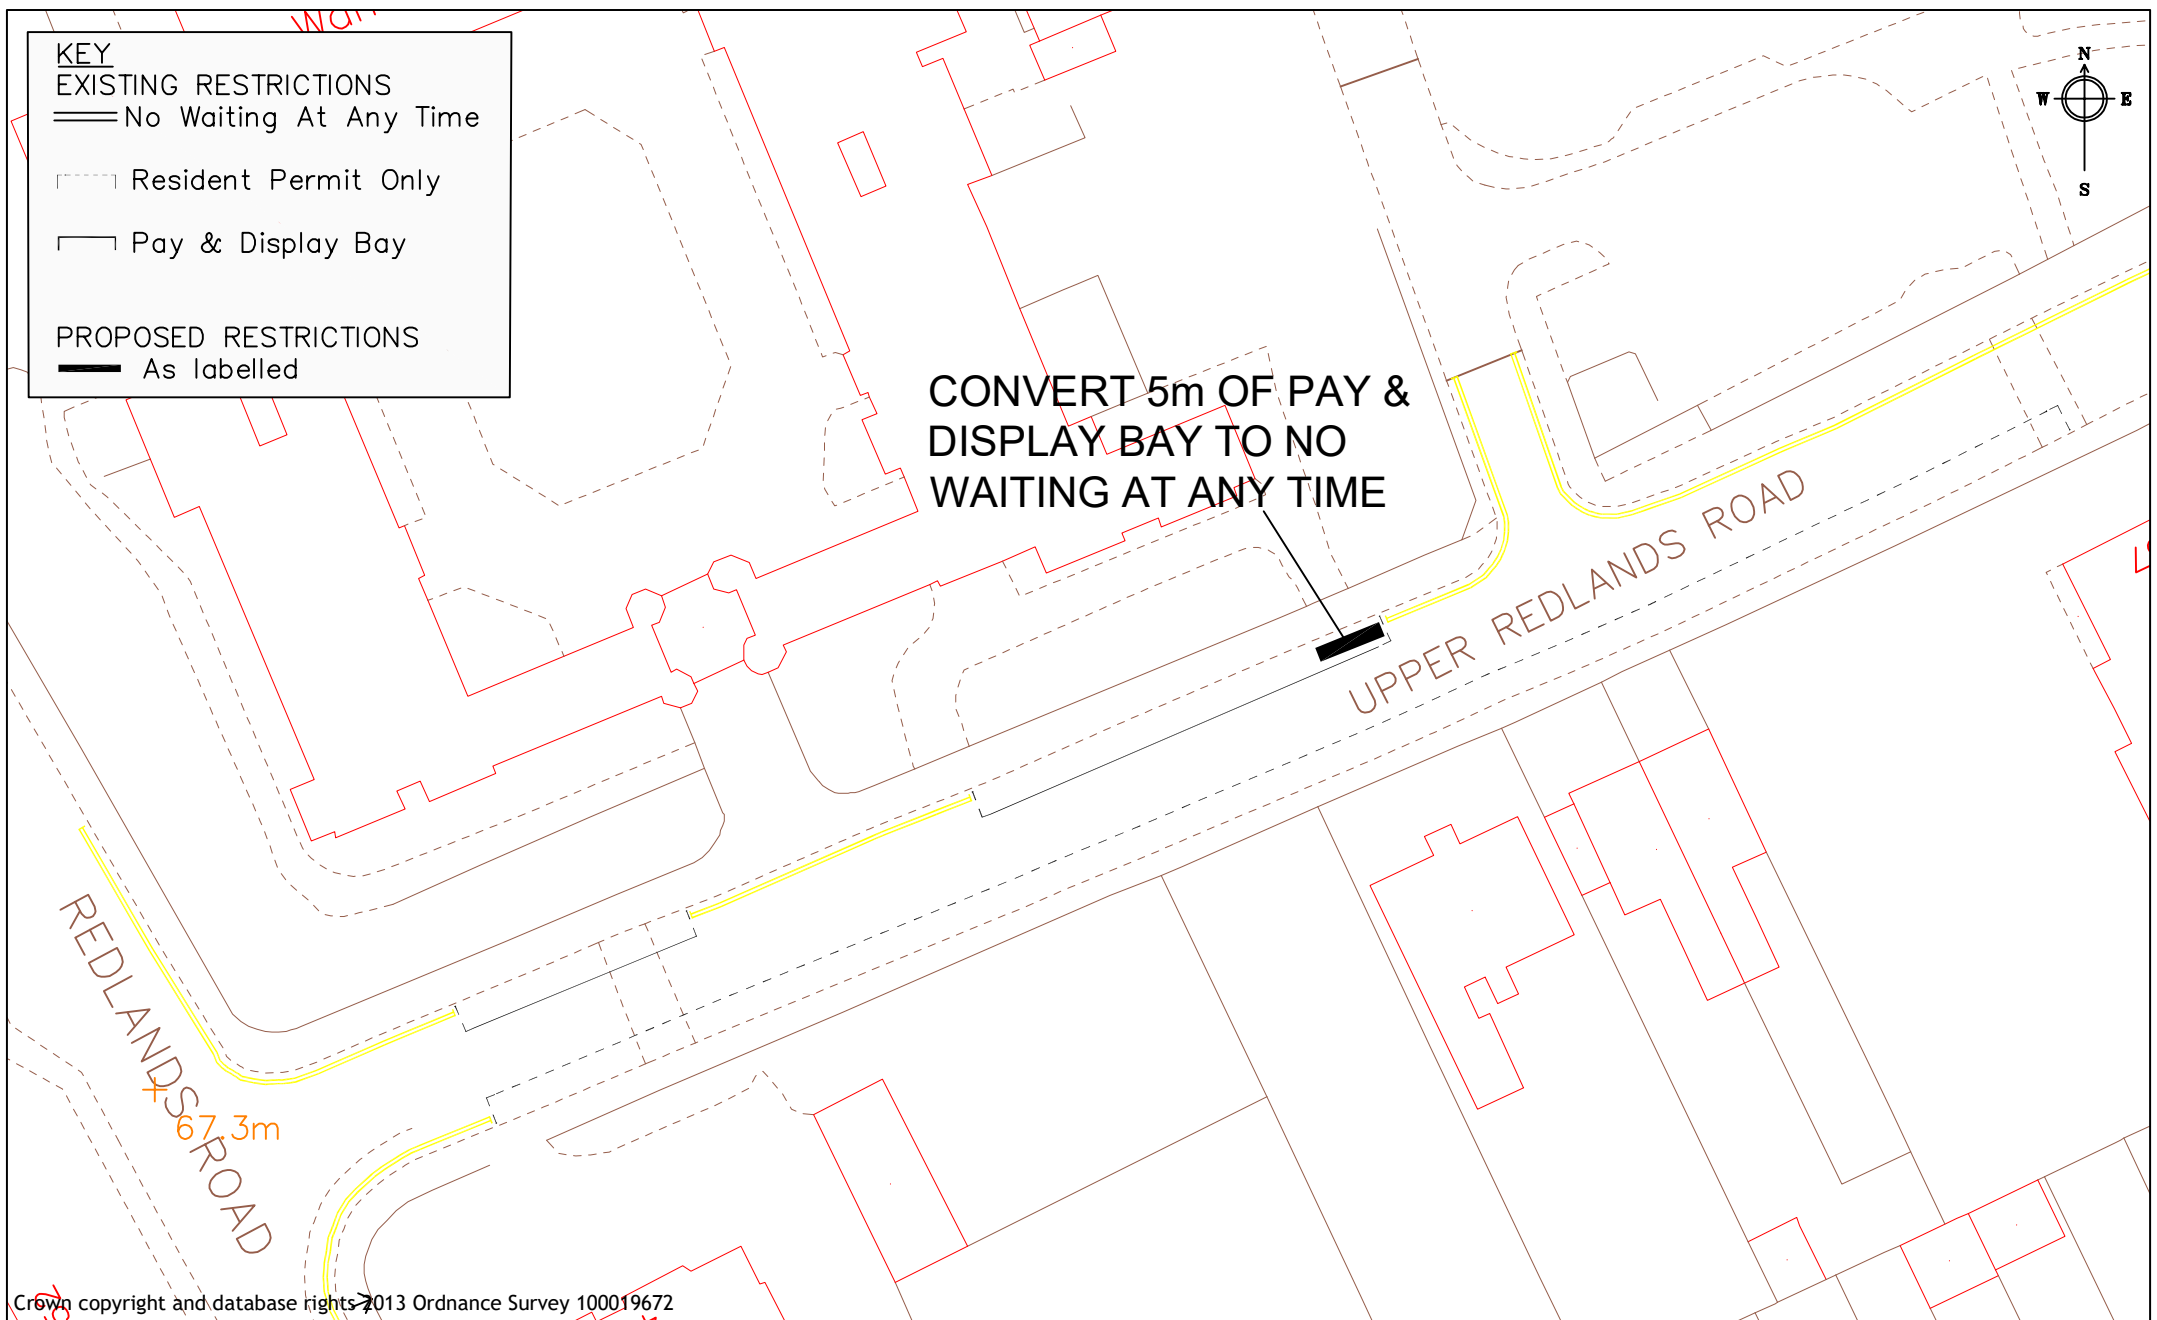 KEY
EXISTING RESTRICTIONS
No Waiting At Any Time
Resident Permit Only
Pay & Display Bay
PROPOSED RESTRICTIONS
As labelled
N
W E
S
CONVERT 5m OF PAY &
DISPLAY BAY TO NO
WAITING AT ANY TIME
UPPER REDLANDS ROAD
REDLANDS ROAD
67.3m
Crown copyright and database rights 2013 Ordnance Survey 100019672